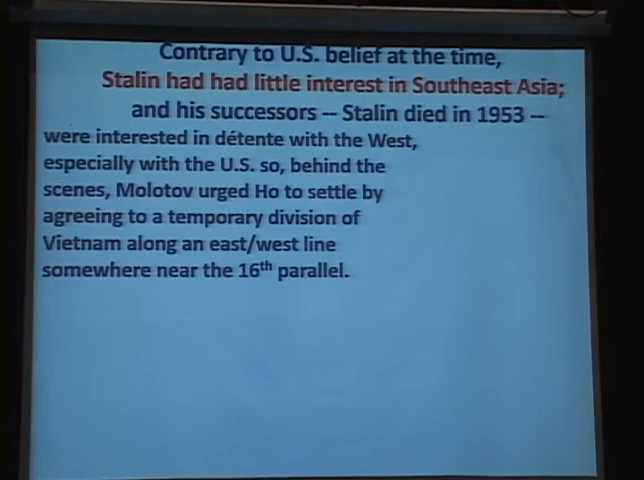 Contrary to U.S. belief at the time,
Stalin had had little interest in Southeast Asia;
and his successors -- Stalin died in 1953 --
were interested in détente with the West,
especially with the U.S. so, behind the
scenes, Molotov urged Ho to settle by
agreeing to a temporary division of
Vietnam along an east/west line
somewhere near the 16th parallel.